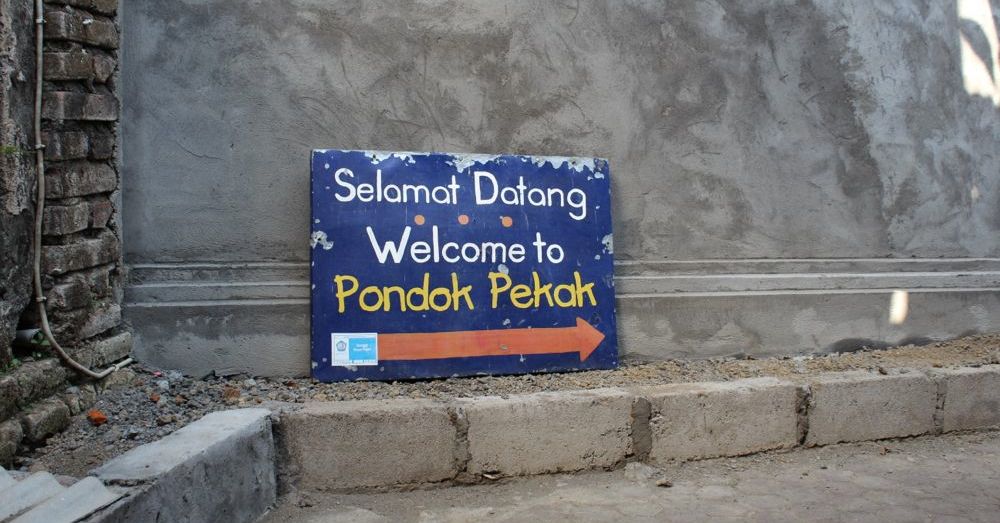 Selamat Datang
Welcome to
Pondok Pekak